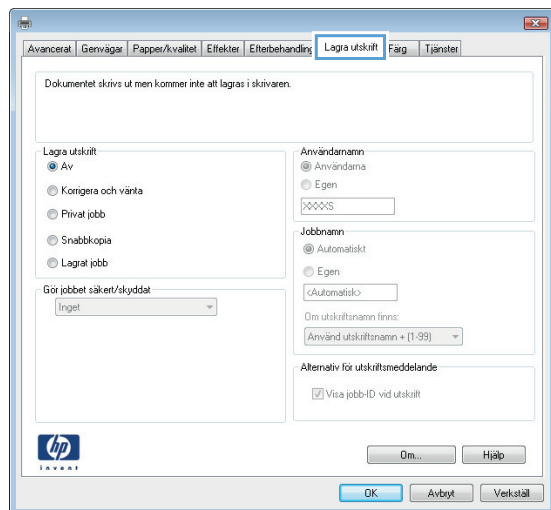 Avancerat Genvägar Papper/kvalitet Effekter Efterbehandling Lagra utskrift Färg Tjänster
Dokumentet skrivs ut men kommer inte att lagras i skrivaren.
Lagra utskrift
Av
Korrigera och vänta
Privat jobb
Snabbkopia
Lagrat jobb
Gör jobbet säkert/skyddat
Inget
Användarnamn
Användarna
Egen
XXXXS
Jobbnamn
Automatiskt
Egen
<Automatisk>
Om utskriftsnamn finns:
Använd utskriftsnamn + (1-99)
Alternativ för utskriftsmeddelande
Visa jobb-ID vid utskrift
hp
invent
Om... Hjälp
OK Avbryt Verkställ